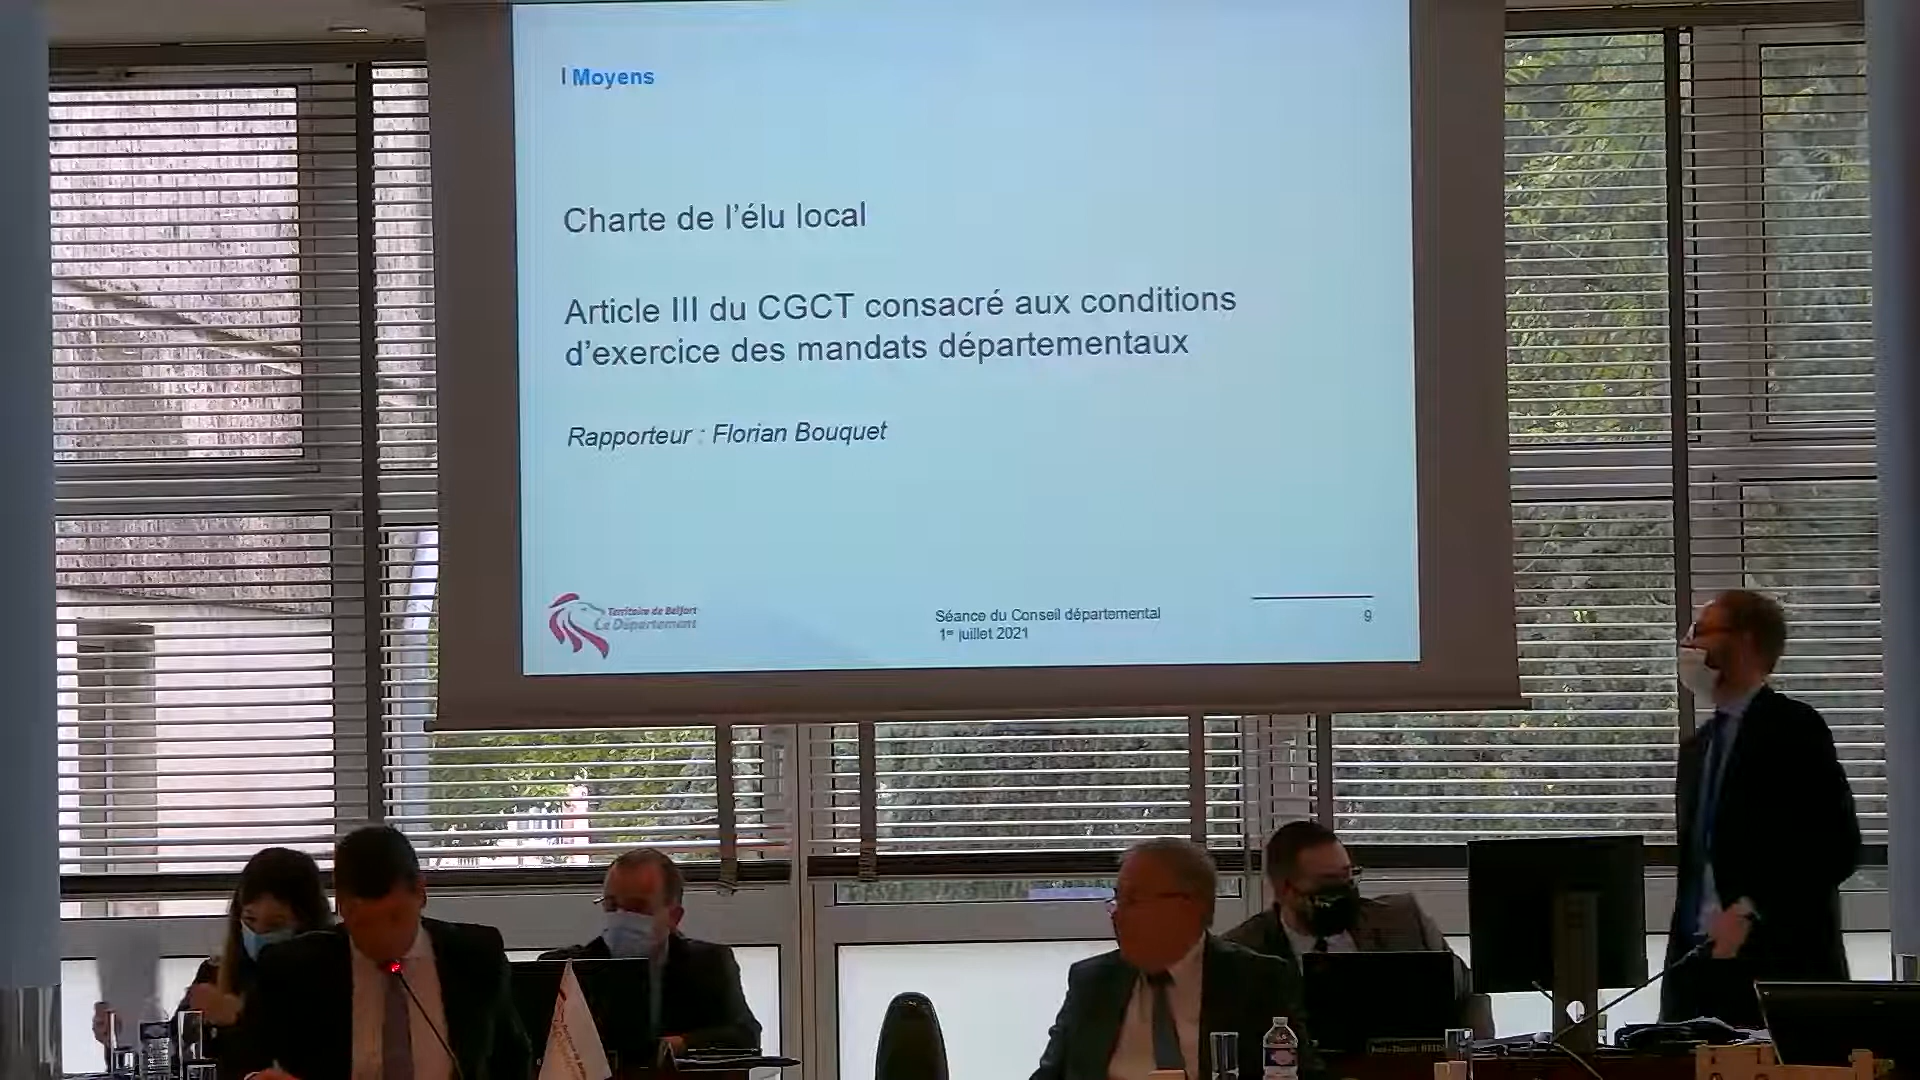 | Moyens
Charte de l'élu local
Article III du CGCT consacré aux conditions
d'exercice des mandats départementaux
Rapporteur : Florian Bouquet
Territoire de Belfort
Le Département
Séance du Conseil départemental
1er juillet 2021
9